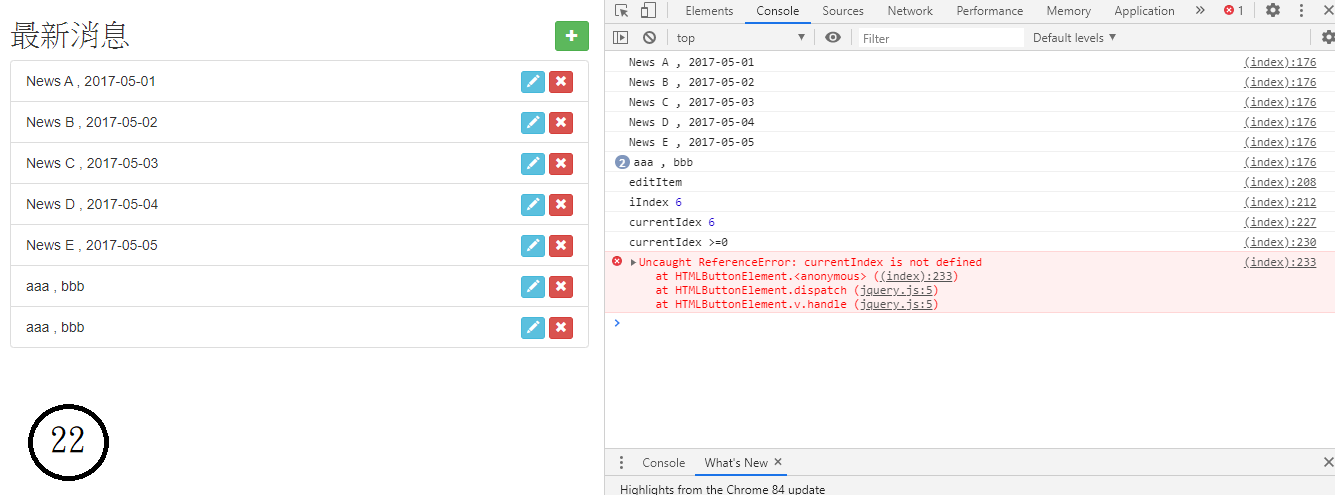 最新消息
News A , 2017-05-01
News B , 2017-05-02
News C , 2017-05-03
News D , 2017-05-04
News E , 2017-05-05
aaa , bbb
aaa , bbb
22
Elements Console Sources Network Performance Memory Application » 1
top Filter Default levels
News A , 2017-05-01 (index):176
News B , 2017-05-02 (index):176
News C , 2017-05-03 (index):176
News D , 2017-05-04 (index):176
News E , 2017-05-05 (index):176
2 aaa , bbb (index):176
editItem (index):208
iIndex 6 (index):212
currentIdex 6 (index):227
currentIdex >=0 (index):230
Uncaught ReferenceError: currentIndex is not defined (index):233
at HTMLButtonElement.<anonymous> ((index):233)
at HTMLButtonElement.dispatch (jquery.js:5)
at HTMLButtonElement.v.handle (jquery.js:5)
Console What's New
Highlights from the Chrome 84 update